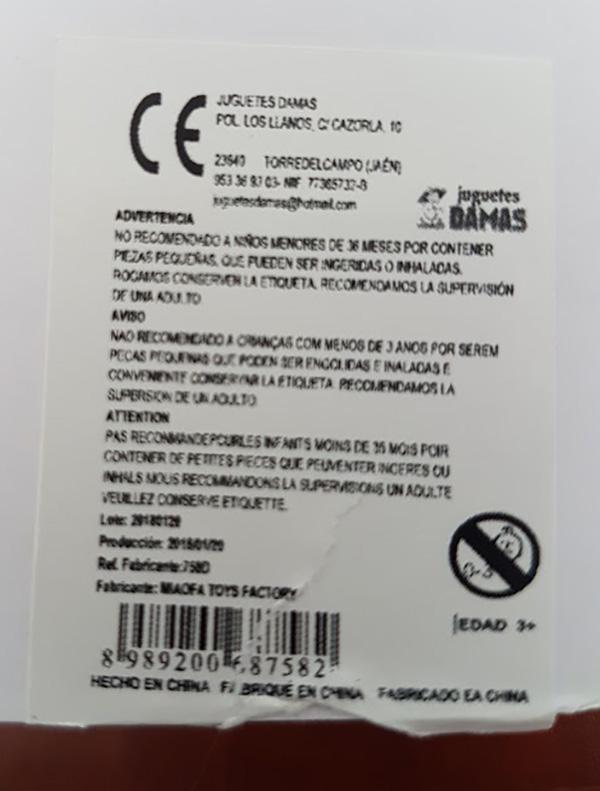 CE
JUGUETES DAMAS
POL. LOS LLANOS, C/ CAZORLA, 10
23640 TORREDELCAMPO (JAÉN)
953 36 93 03- NIF 77365732-B
juguetesdamas@hotmail.com
juguetes
DAMAS
ADVERTENCIA
NO RECOMENDADO A NIÑOS MENORES DE 36 MESES POR CONTENER
PIEZAS PEQUEÑAS, QUE PUEDEN SER INGERIDAS O INHALADAS.
ROGAMOS CONSERVEN LA ETIQUETA. RECOMENDAMOS LA SUPERVISIÓN
DE UN ADULTO
AVISO
NAO RECOMENDADO A CRIANÇAS COM MENOS DE 3 ANOS POR SEREM
PECAS PEQUENAS QUE PODEN SER ENGOLIDAS E INALADAS E
CONVENIENTE CONSERVAR LA ETIQUETA. RECOMENDAMOS LA
SUPERSION DE UN ADULTO
ATTENTION
PAS RECONMANDEPCURLES INFANTS MOINS DE 36 MOIS POIR
CONTENER DE PETITES PIECES QUE PEUVENTER INGERES OU
INHALS NOUS RECOMMANDONS LA SUPERVISIONS UN ADULTE
VEUILLEZ CONSERVE ETIQUETTE.
Lote: 20180120
Producción: 2018/01/20
Ref. Fabricante:758D
Fabricante: MIAOFA TOYS FACTORY
0-3
EDAD 3+
8 989200 687582
HECHO EN CHINA FABRIQUE EN CHINA FABRICADO EA CHINA